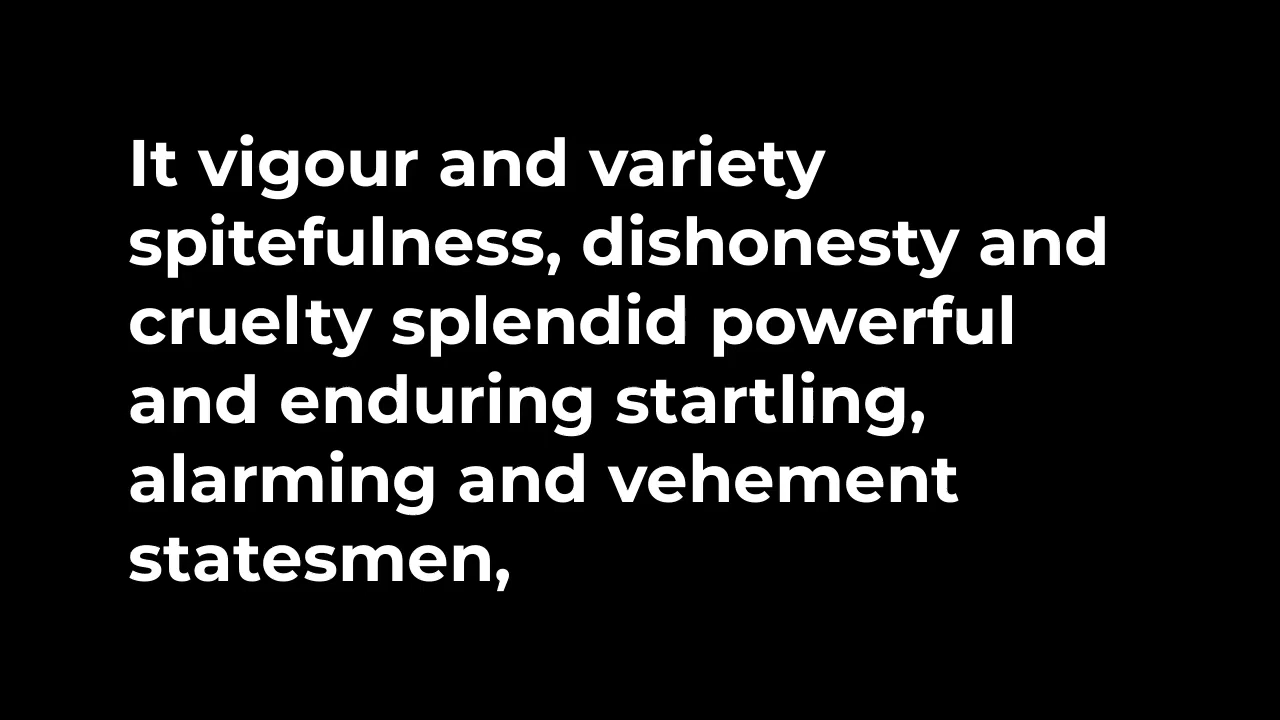 It vigour and variety
spitefulness, dishonesty and
cruelty splendid powerful
and enduring startling,
alarming and vehement
statesmen,